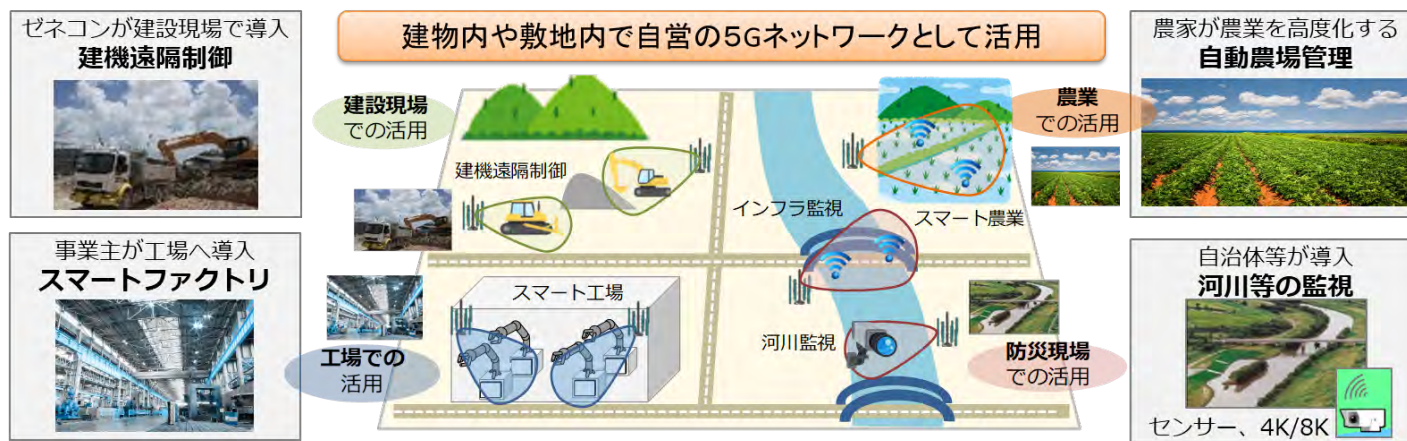 建物内や敷地内で自営の5Gネットワークとして活用
ゼネコンが建設現場で導入
建機遠隔制御
事業主が工場へ導入
スマートファクトリ
建設現場
での活用
建機遠隔制御
スマート工場
工場での
活用
農業
での活用
スマート農業
インフラ監視
河川監視
防災現場
での活用
農家が農業を高度化する
自動農場管理
自治体等が導入
河川等の監視
センサー、4K/8K